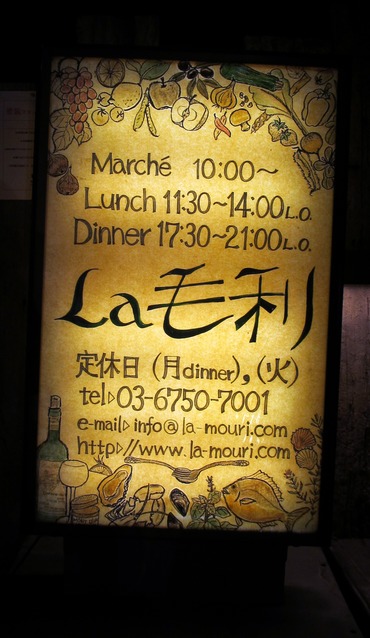 Marché 10:00～
Lunch 11:30~14:00L.O.
Dinner 17:30~21:00L.O.
La毛利
定休日 (月dinner), (火)
tel▷03-6750-7001
e-mail▷info@la-mouri.com
http▷//www.la-mouri.com